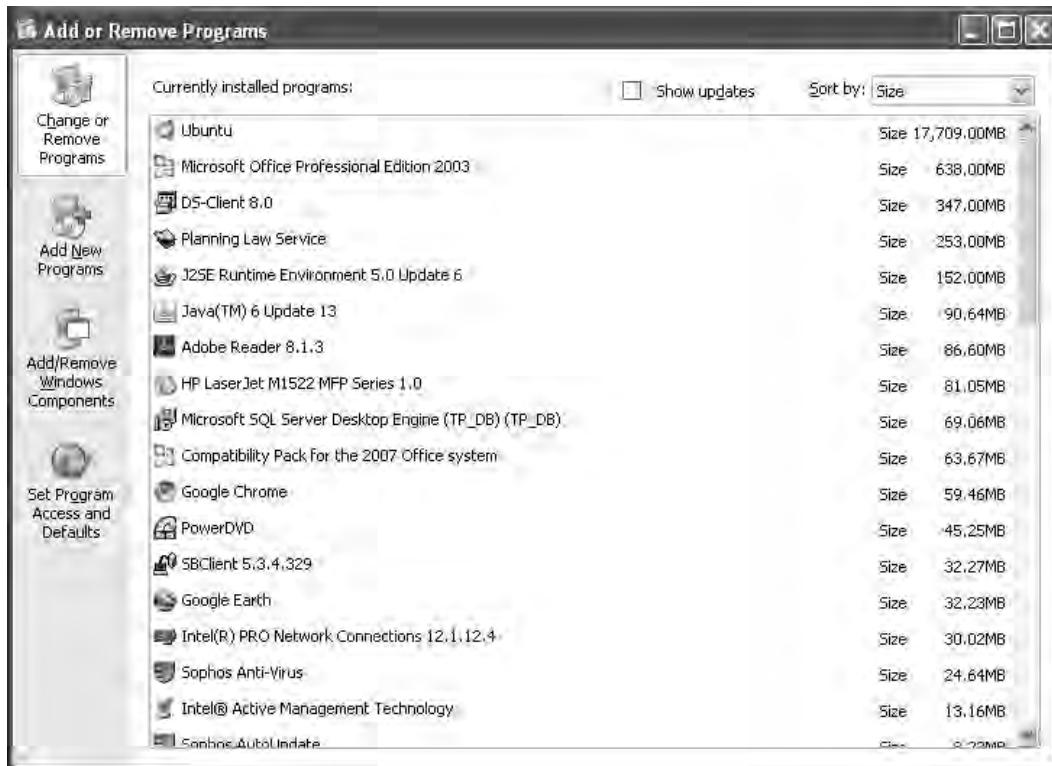 Add or Remove Programs
Change or
Remove
Programs
Add New
Programs
Add/Remove
Windows
Components
Set Program
Access and
Defaults
Currently installed programs:
Show updates
Sort by: Size
Ubuntu Size 17,709.00MB
Microsoft Office Professional Edition 2003 Size 638.00MB
DS-Client 8.0 Size 347.00MB
Planning Law Service Size 253.00MB
J2SE Runtime Environment 5.0 Update 6 Size 152.00MB
Java(TM) 6 Update 13 Size 90.64MB
Adobe Reader 8.1.3 Size 86.60MB
HP LaserJet M1522 MFP Series 1.0 Size 81.05MB
Microsoft SQL Server Desktop Engine (TP_DB) (TP_DB) Size 69.06MB
Compatibility Pack for the 2007 Office system Size 63.67MB
Google Chrome Size 59.46MB
PowerDVD Size 45.25MB
SBClient 5.3.4.329 Size 32.27MB
Google Earth Size 32.23MB
Intel(R) PRO Network Connections 12.1.12.4 Size 30.02MB
Sophos Anti-Virus Size 24.64MB
Intel® Active Management Technology Size 13.16MB
Sophos AutoUpdate Size